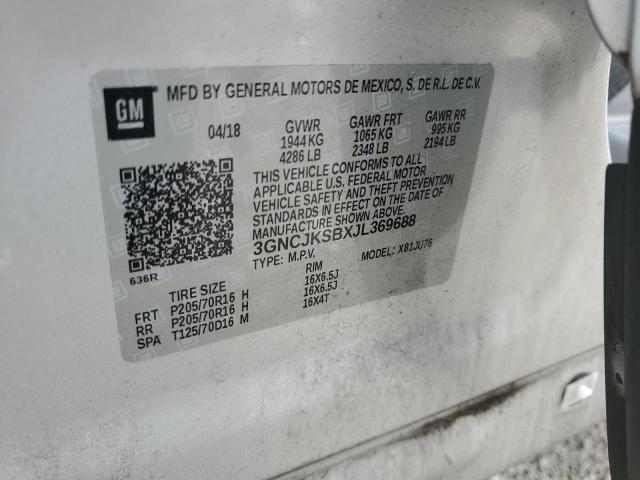 GM
MFD BY GENERAL MOTORS DE MEXICO, S. DE R.L. DE C.V.
04/18 GVWR GAWR FRT GAWR RR
1944 KG 1065 KG 995 KG
4286 LB 2348 LB 2194 LB
THIS VEHICLE CONFORMS TO ALL
APPLICABLE U.S. FEDERAL MOTOR
VEHICLE SAFETY AND THEFT PREVENTION
STANDARDS IN EFFECT ON THE DATE OF
MANUFACTURE SHOWN ABOVE.
3GNCJKSBXJL369688
TYPE: M.P.V. MODEL: X81JU76
636R
TIRE SIZE RIM
FRT P205/70R16 H 16X6.5J
RR P205/70R16 H 16X6.5J
SPA T125/70D16 M 16X4T